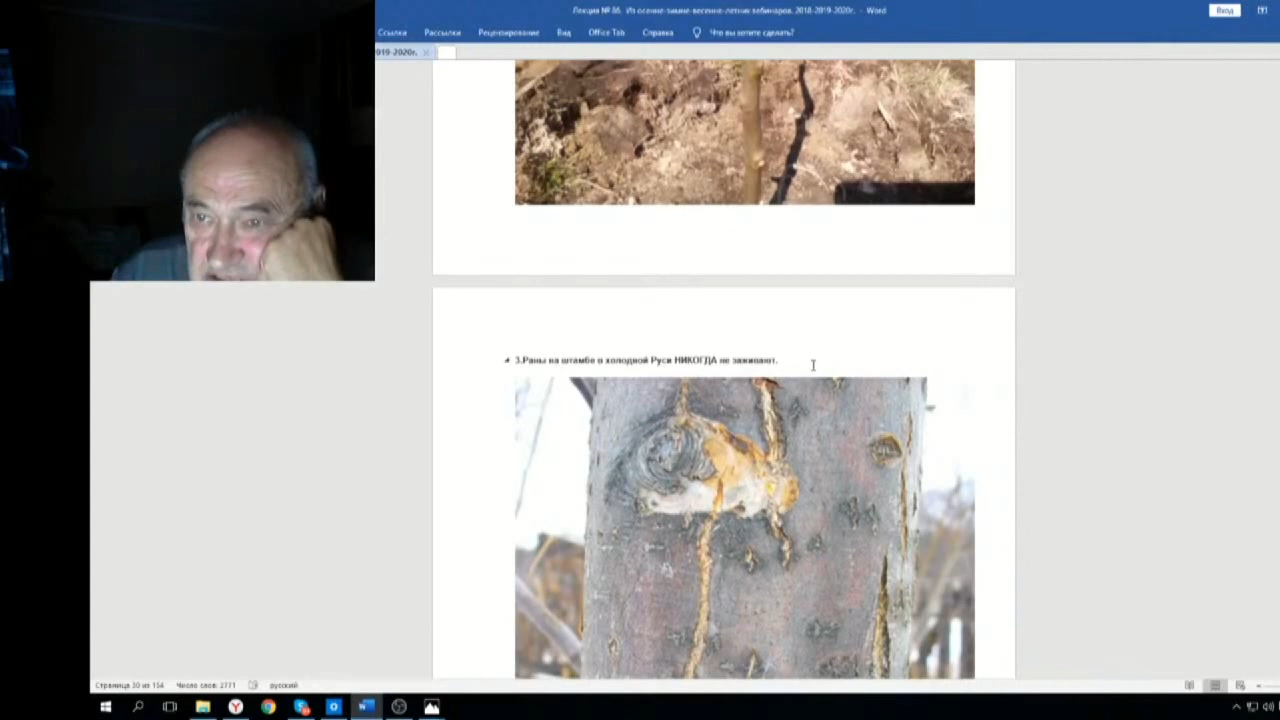 Лекция № 86. Из осенне-зимне-весенне-летних вебинаров. 2018-2019-2020г. - Word
Вход
Ссылки Рассылки Рецензирование Вид Office Tab Справка Что вы хотите сделать?
019-2020г.
3.Раны на штамбе в холодной Руси НИКОГДА не заживают.
Страница 30 из 154 Число слов: 2771 русский